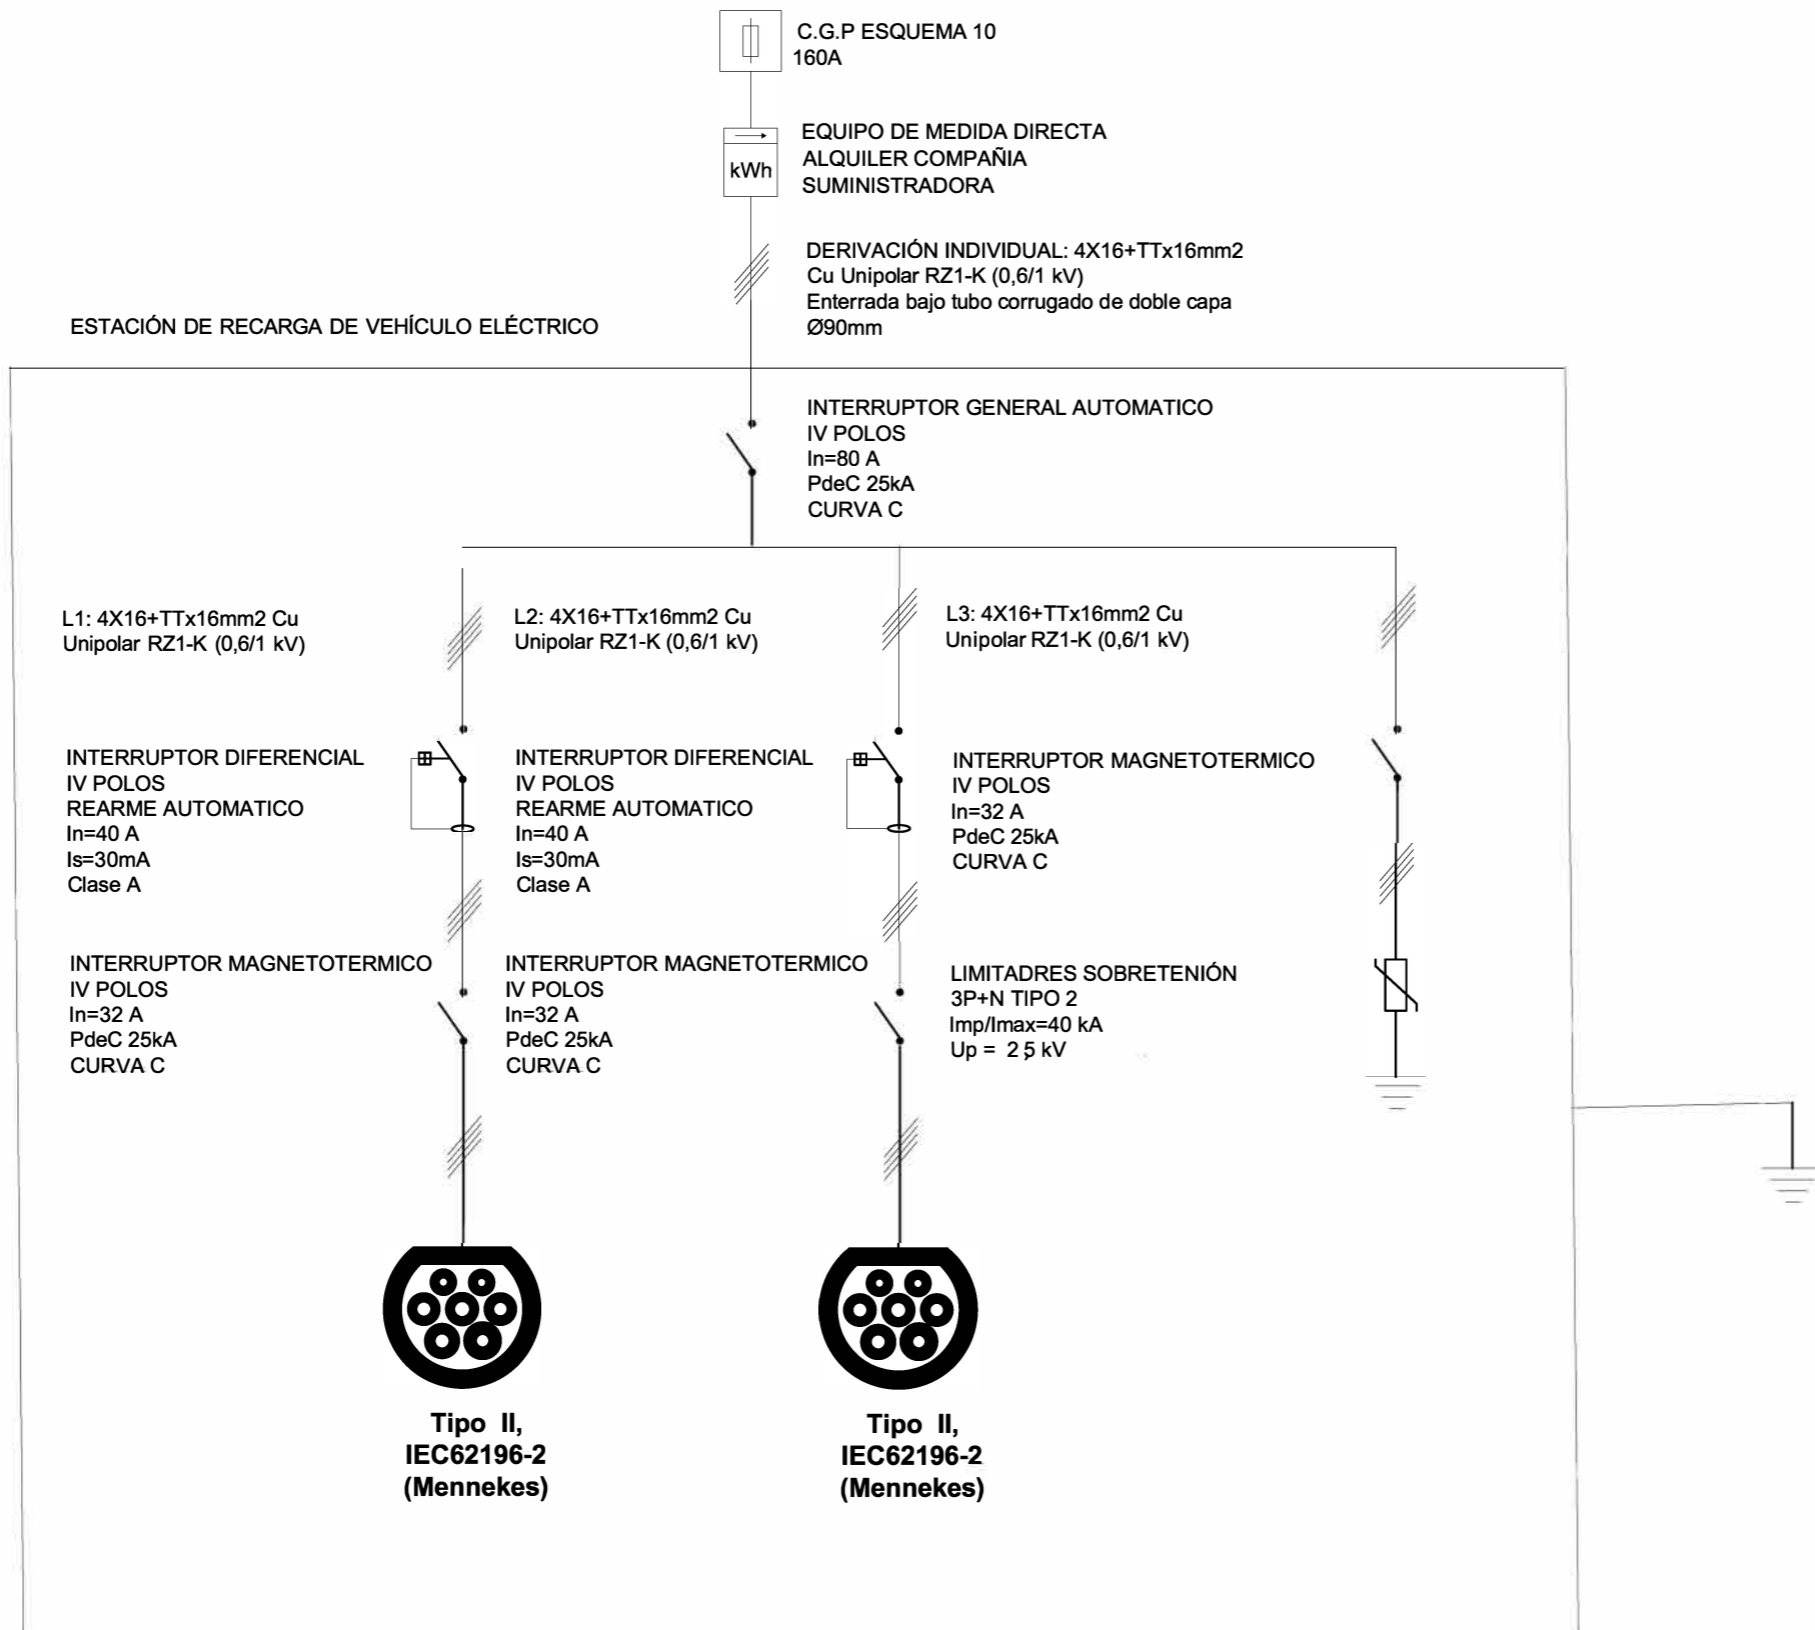 C.G.P ESQUEMA 10
160A
EQUIPO DE MEDIDA DIRECTA
ALQUILER COMPAÑIA
SUMINISTRADORA
kWh
DERIVACIÓN INDIVIDUAL: 4X16+TTx16mm2
Cu Unipolar RZ1-K (0,6/1 kV)
Enterrada bajo tubo corrugado de doble capa
Ø90mm
ESTACIÓN DE RECARGA DE VEHÍCULO ELÉCTRICO
INTERRUPTOR GENERAL AUTOMATICO
IV POLOS
In=80 A
PdeC 25kA
CURVA C
L1: 4X16+TTx16mm2 Cu
Unipolar RZ1-K (0,6/1 kV)
L2: 4X16+TTx16mm2 Cu
Unipolar RZ1-K (0,6/1 kV)
L3: 4X16+TTx16mm2 Cu
Unipolar RZ1-K (0,6/1 kV)
INTERRUPTOR DIFERENCIAL
IV POLOS
REARME AUTOMATICO
In=40 A
Is=30mA
Clase A
INTERRUPTOR DIFERENCIAL
IV POLOS
REARME AUTOMATICO
In=40 A
Is=30mA
Clase A
INTERRUPTOR MAGNETOTERMICO
IV POLOS
In=32 A
PdeC 25kA
CURVA C
INTERRUPTOR MAGNETOTERMICO
IV POLOS
In=32 A
PdeC 25kA
CURVA C
INTERRUPTOR MAGNETOTERMICO
IV POLOS
In=32 A
PdeC 25kA
CURVA C
LIMITADRES SOBRETENIÓN
3P+N TIPO 2
Imp/Imax=40 kA
Up = 2,5 kV
Tipo II,
IEC62196-2
(Mennekes)
Tipo II,
IEC62196-2
(Mennekes)